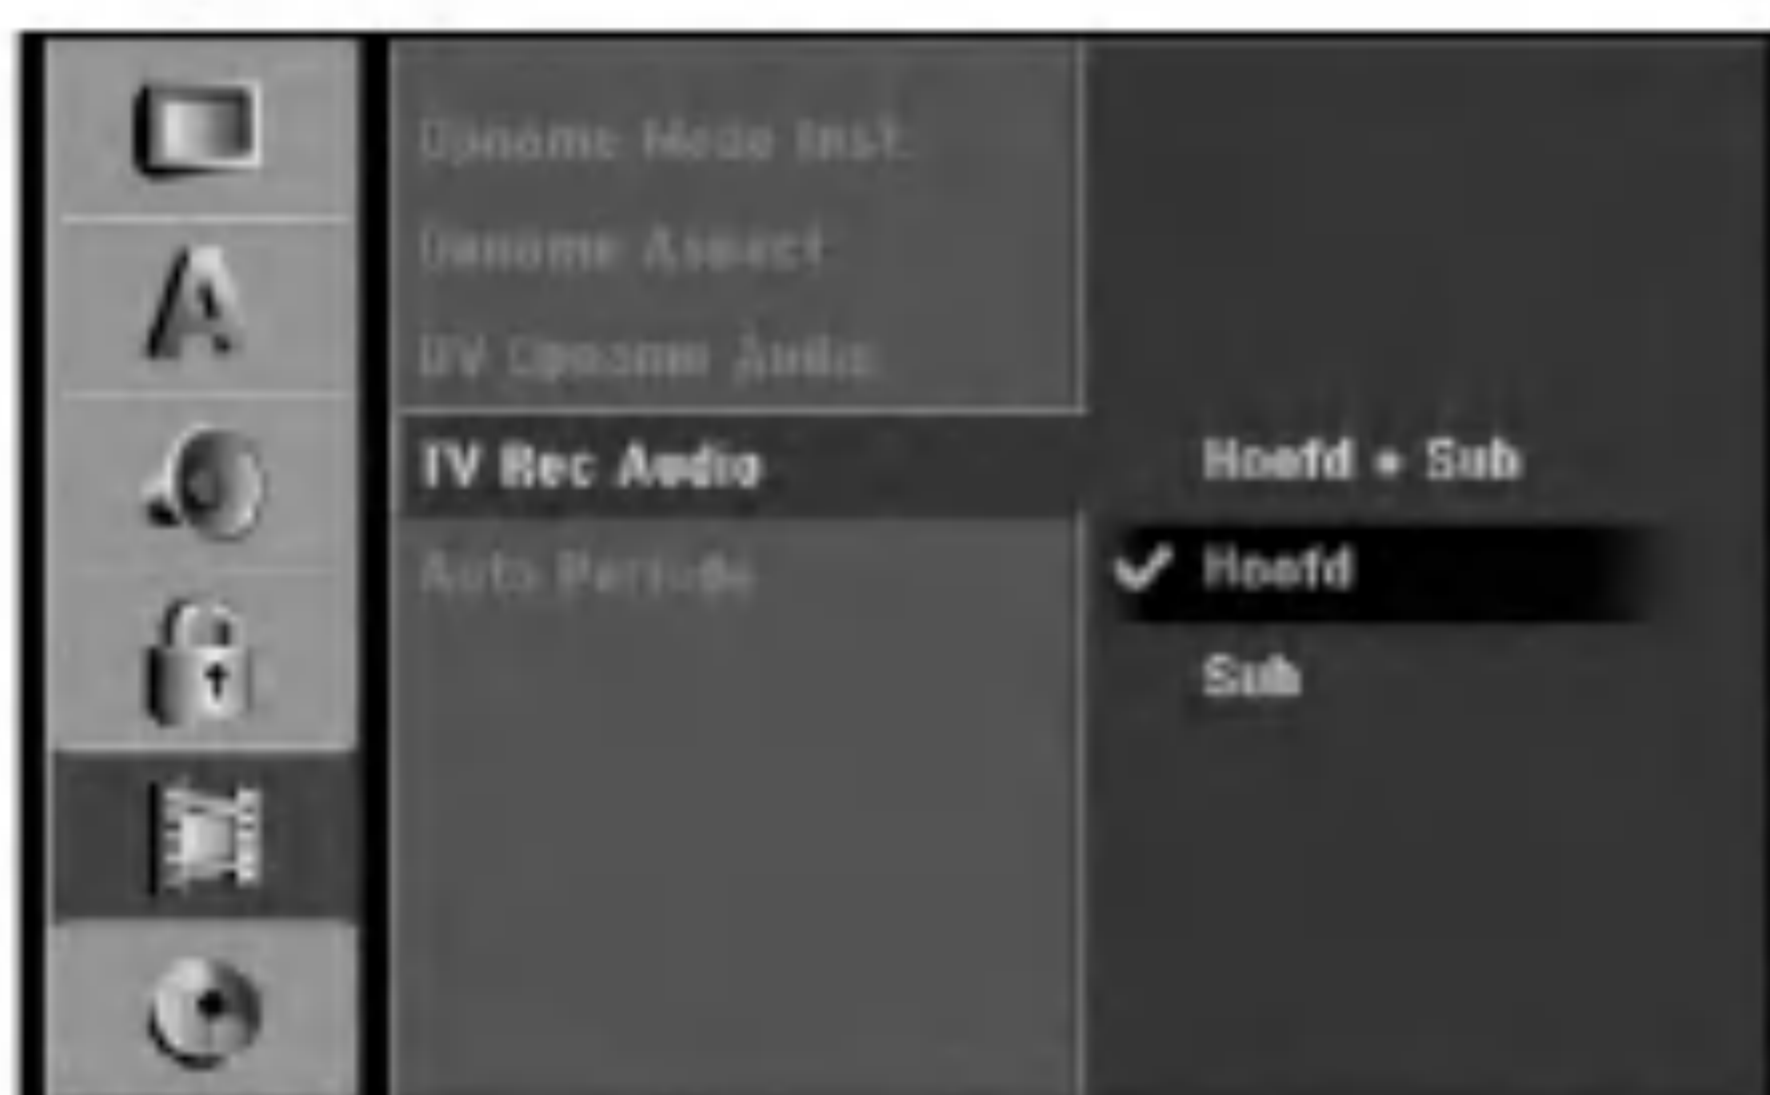 Opname Mode Inst.
Opname Aspect
DV Opname Audio
TV Rec Audio
Auto Periode
Hoofd + Sub
Hoofd
Sub